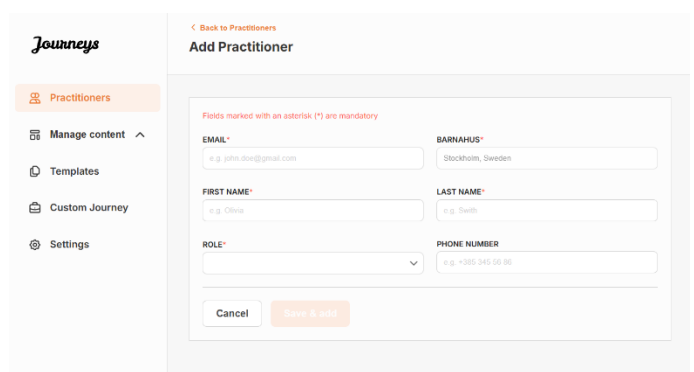 Journeys
< Back to Practitioners
Add Practitioner
Practitioners
Manage content
Templates
Custom Journey
Settings
Fields marked with an asterisk (*) are mandatory
EMAIL* BARNAHUS*
e.g. john.doe@gmail.com Stockholm, Sweden
FIRST NAME* LAST NAME*
e.g. Olivia e.g. Smith
ROLE* PHONE NUMBER
e.g. +385 345 56 86
Cancel Save & add